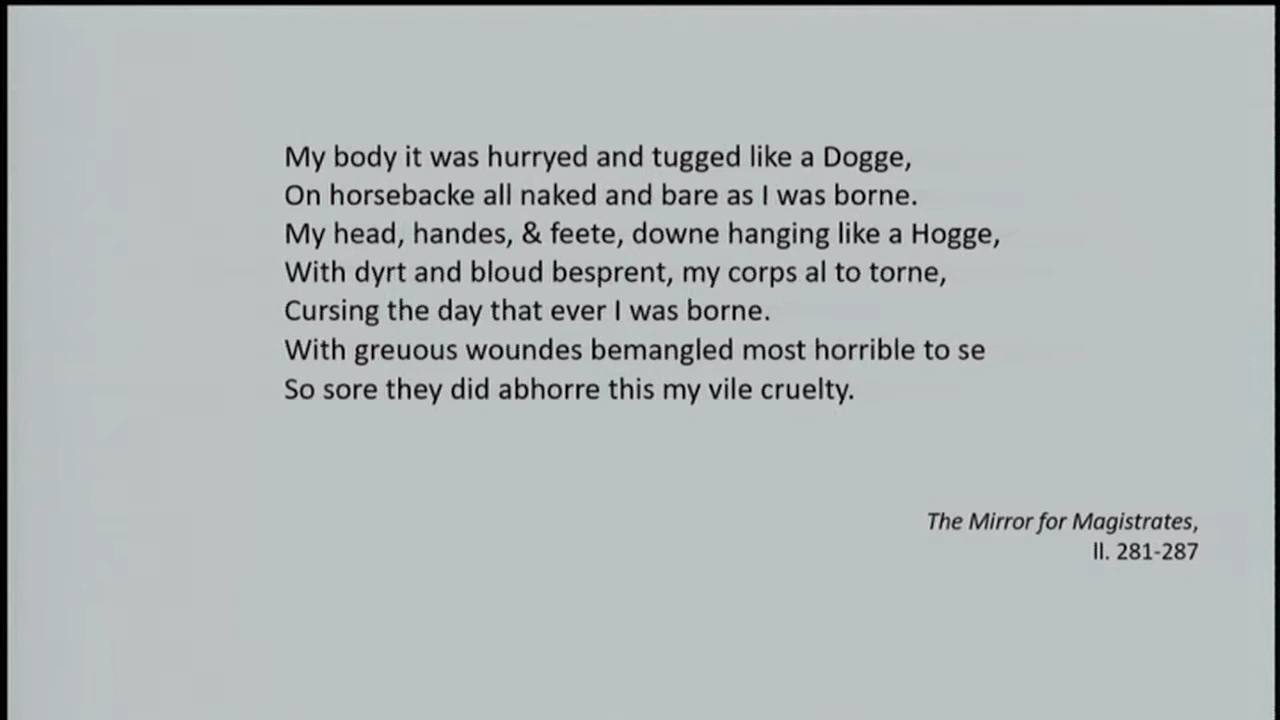 My body it was hurryed and tugged like a Dogge,
On horsebacke all naked and bare as I was borne.
My head, handes, & feete, downe hanging like a Hogge,
With dyrt and bloud besprent, my corps al to torne,
Cursing the day that ever I was borne.
With greuous woundes bemangled most horrible to se
So sore they did abhorre this my vile cruelty.
The Mirror for Magistrates,
ll. 281-287